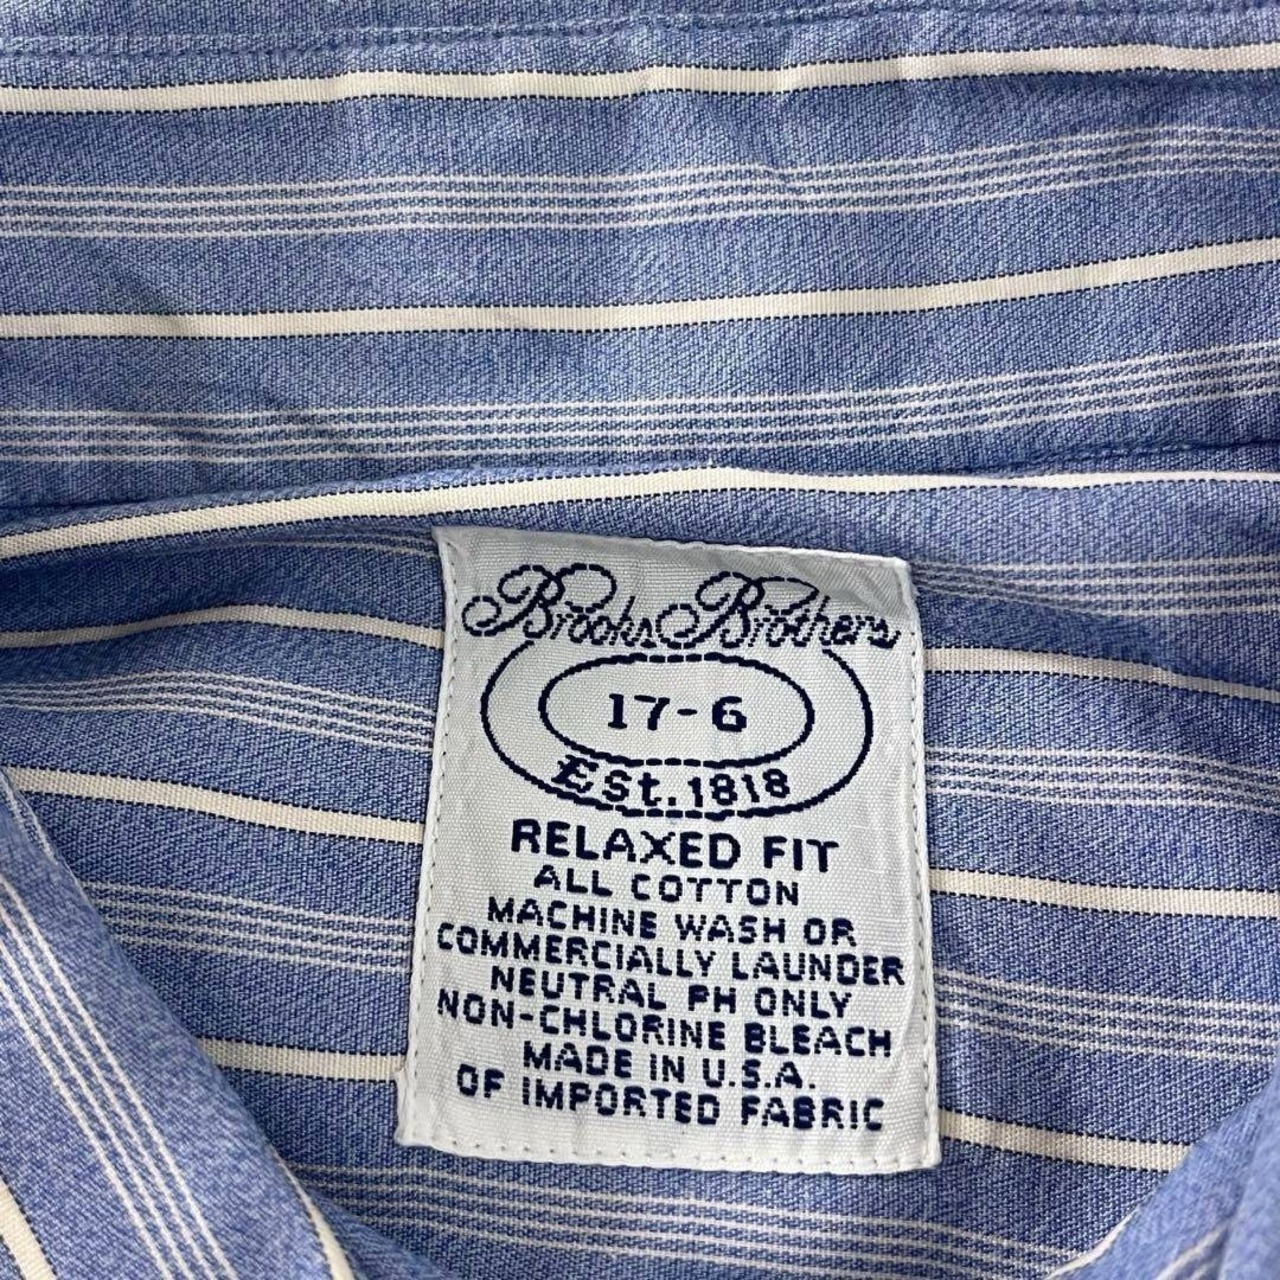 Brooks Brothers
17-6
Est. 1818
RELAXED FIT
ALL COTTON
MACHINE WASH OR
COMMERCIALLY LAUNDER
NEUTRAL PH ONLY
NON-CHLORINE BLEACH
MADE IN U.S.A.
OF IMPORTED FABRIC